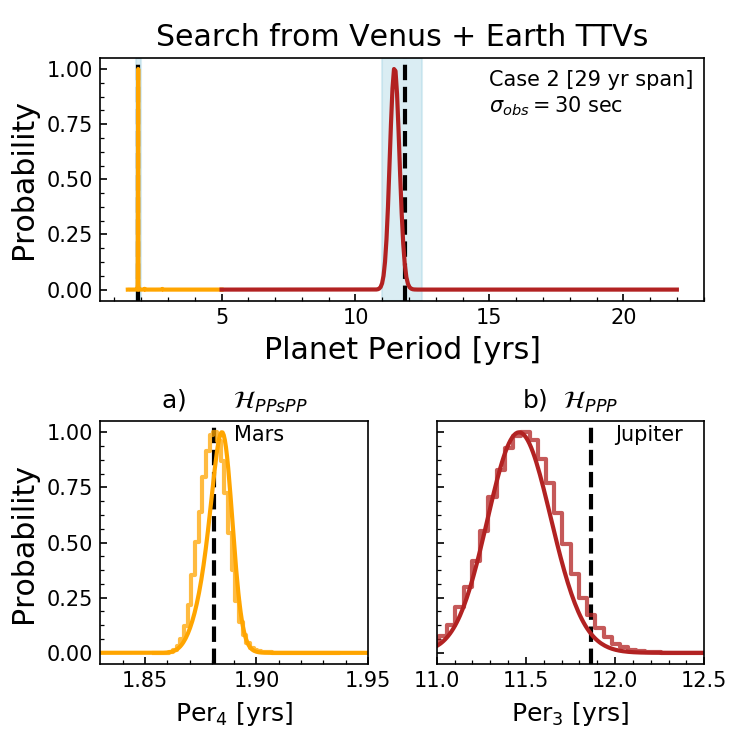 Search from Venus + Earth TTVs
Probability
1.00
0.75
0.50
0.25
0.00
Case 2 [29 yr span]
σ_obs = 30 sec
5 10 15 20
Planet Period [yrs]
a) ℋ_PPsPP
Probability
1.00
0.75
0.50
0.25
0.00
Mars
1.85 1.90 1.95
Per_4 [yrs]
b) ℋ_PPP
Jupiter
11.0 11.5 12.0 12.5
Per_3 [yrs]